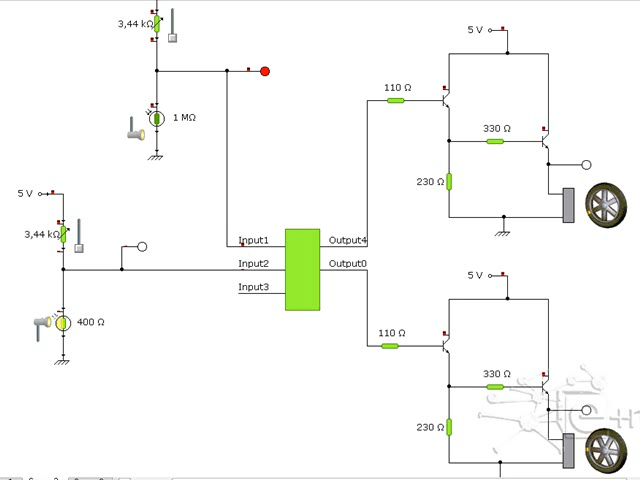 3,44 kΩ
1 MΩ
5 V
3,44 kΩ
400 Ω
Input1
Input2
Input3
Output4
Output0
5 V
110 Ω
330 Ω
230 Ω
5 V
110 Ω
330 Ω
230 Ω